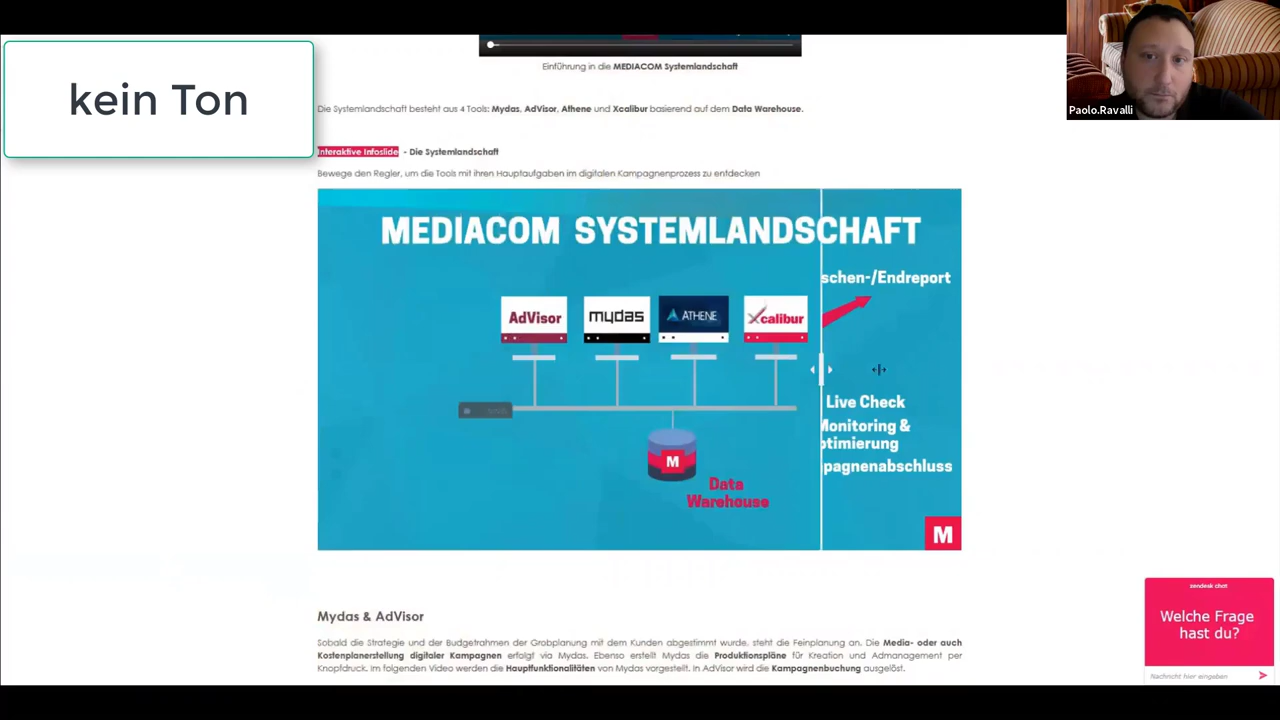 kein Ton
Paolo.Ravalli
Einführung in die MEDIACOM Systemlandschaft
Die Systemlandschaft besteht aus 4 Tools: Mydas, AdVisor, Athene und Xcalibur basierend auf dem Data Warehouse.
Interaktive Infoslide - Die Systemlandschaft
Bewege den Regler, um die Tools mit ihren Hauptaufgaben im digitalen Kampagnenprozess zu entdecken
MEDIACOM SYSTEMLANDSCHAFT
schen-/Endreport
AdVisor
mydas
ATHENE
Xcalibur
Live Check
Monitoring &
ptimierung
pagnenabschluss
M
Data
Warehouse
M
zendesk chat
Welche Frage
hast du?
Nachricht hier eingeben
Mydas & AdVisor
Sobald die Strategie und der Budgetrahmen der Grobplanung mit dem Kunden abgestimmt wurde, steht die Feinplanung an. Die Media- oder auch
Kostenplanerstellung digitaler Kampagnen erfolgt via Mydas. Ebenso erstellt Mydas die Produktionspläne für Kreation und Admanagement per
Knopfdruck. Im folgenden Video werden die Hauptfunktionalitäten von Mydas vorgestellt. In AdVisor wird die Kampagnenbuchung ausgelöst.